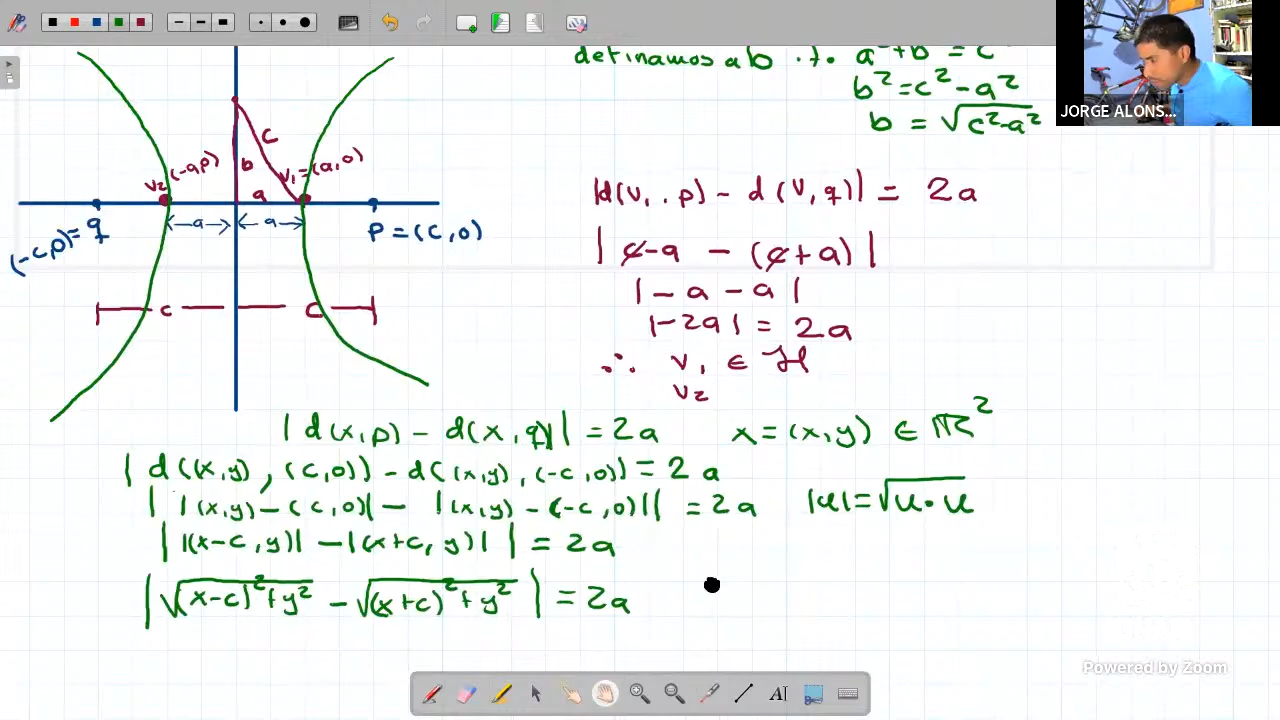 definamos a b ∙ t. a² + b² = c²
b² = c² - a²
b = √c² - a²
JORGE ALONS...
c
(-a,0)
v₂
b
v₁ = (a,0)
a
|← a →|← a →|
(-c,0) = q
P = (c,0)
c
C
|d(v₁, p) - d(v, q)| = 2a
|c - a - (c + a)|
|- a - a|
|-2a| = 2a
∴ v₁ ∈ H
v₂
|d(x,p) - d(x,q)| = 2a x = (x,y) ∈ ℝ²
|d((x,y), (c,0)) - d((x,y), (-c,0)) = 2a
||(x,y) - (c,0)| - |(x,y) - (-c,0)|| = 2a |u| = √u·u
||(x-c, y)| - |(x+c, y)|| = 2a
|√(x-c)² + y² - √(x+c)² + y²| = 2a
Powered by Zoom
A